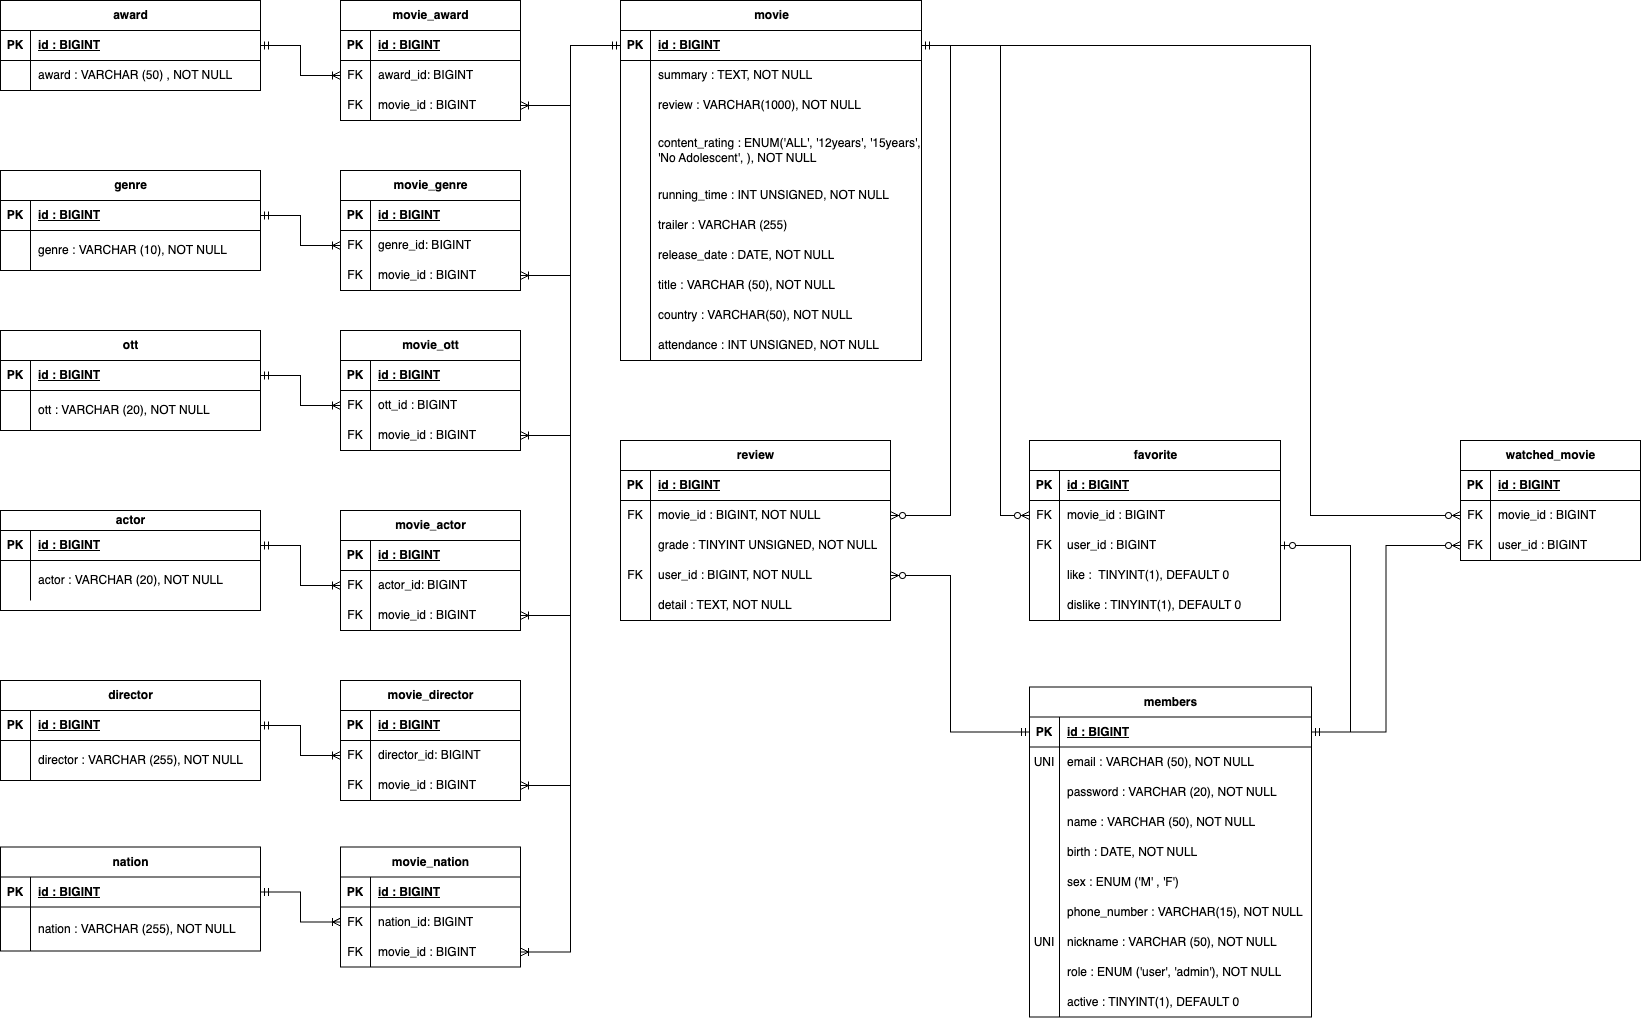 award
PK id : BIGINT
award : VARCHAR (50) , NOT NULL
movie_award
PK id : BIGINT
FK award_id: BIGINT
FK movie_id : BIGINT
genre
PK id : BIGINT
genre : VARCHAR (10), NOT NULL
movie_genre
PK id : BIGINT
FK genre_id: BIGINT
FK movie_id : BIGINT
ott
PK id : BIGINT
ott : VARCHAR (20), NOT NULL
movie_ott
PK id : BIGINT
FK ott_id : BIGINT
FK movie_id : BIGINT
actor
PK id : BIGINT
actor : VARCHAR (20), NOT NULL
movie_actor
PK id : BIGINT
FK actor_id: BIGINT
FK movie_id : BIGINT
director
PK id : BIGINT
director : VARCHAR (255), NOT NULL
movie_director
PK id : BIGINT
FK director_id: BIGINT
FK movie_id : BIGINT
nation
PK id : BIGINT
nation : VARCHAR (255), NOT NULL
movie_nation
PK id : BIGINT
FK nation_id: BIGINT
FK movie_id : BIGINT
movie
PK id : BIGINT
summary : TEXT, NOT NULL
review : VARCHAR(1000), NOT NULL
content_rating : ENUM('ALL', '12years', '15years',
'No Adolescent', ), NOT NULL
running_time : INT UNSIGNED, NOT NULL
trailer : VARCHAR (255)
release_date : DATE, NOT NULL
title : VARCHAR (50), NOT NULL
country : VARCHAR(50), NOT NULL
attendance : INT UNSIGNED, NOT NULL
review
PK id : BIGINT
FK movie_id : BIGINT, NOT NULL
grade : TINYINT UNSIGNED, NOT NULL
FK user_id : BIGINT, NOT NULL
detail : TEXT, NOT NULL
favorite
PK id : BIGINT
FK movie_id : BIGINT
FK user_id : BIGINT
like :  TINYINT(1), DEFAULT 0
dislike : TINYINT(1), DEFAULT 0
watched_movie
PK id : BIGINT
FK movie_id : BIGINT
FK user_id : BIGINT
members
PK id : BIGINT
UNI email : VARCHAR (50), NOT NULL
password : VARCHAR (20), NOT NULL
name : VARCHAR (50), NOT NULL
birth : DATE, NOT NULL
sex : ENUM ('M' , 'F')
phone_number : VARCHAR(15), NOT NULL
UNI nickname : VARCHAR (50), NOT NULL
role : ENUM ('user', 'admin'), NOT NULL
active : TINYINT(1), DEFAULT 0